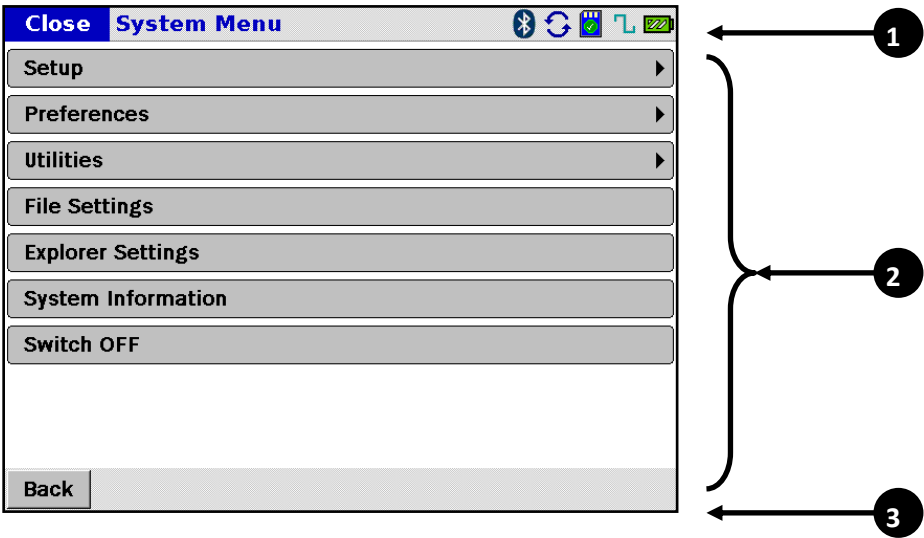 Close System Menu
1
Setup
Preferences
Utilities
File Settings
Explorer Settings
2
System Information
Switch OFF
Back
3